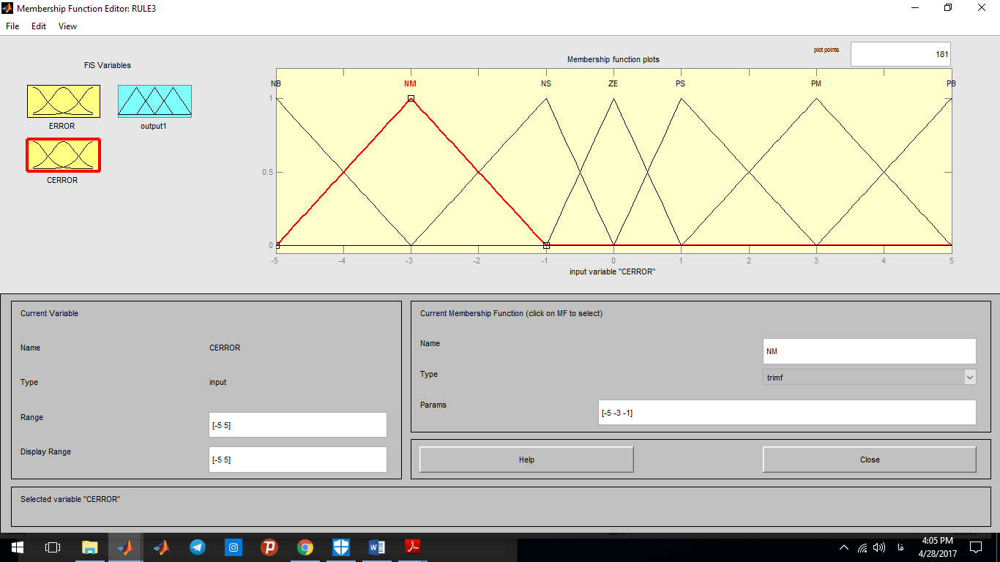 Membership Function Editor: RULE3
File Edit View
FIS Variables
ERROR
output1
CERROR
Membership function plots
plot points:
181
NB NM NS ZE PS PM PB
1
0.5
0
-5 -4 -3 -2 -1 0 1 2 3 4 5
input variable "CERROR"
Current Variable
Name CERROR
Type input
Range [-5 5]
Display Range [-5 5]
Current Membership Function (click on MF to select)
Name NM
Type trimf
Params [-5 -3 -1]
Help Close
Selected variable "CERROR"
فا
4:05 PM
4/28/2017